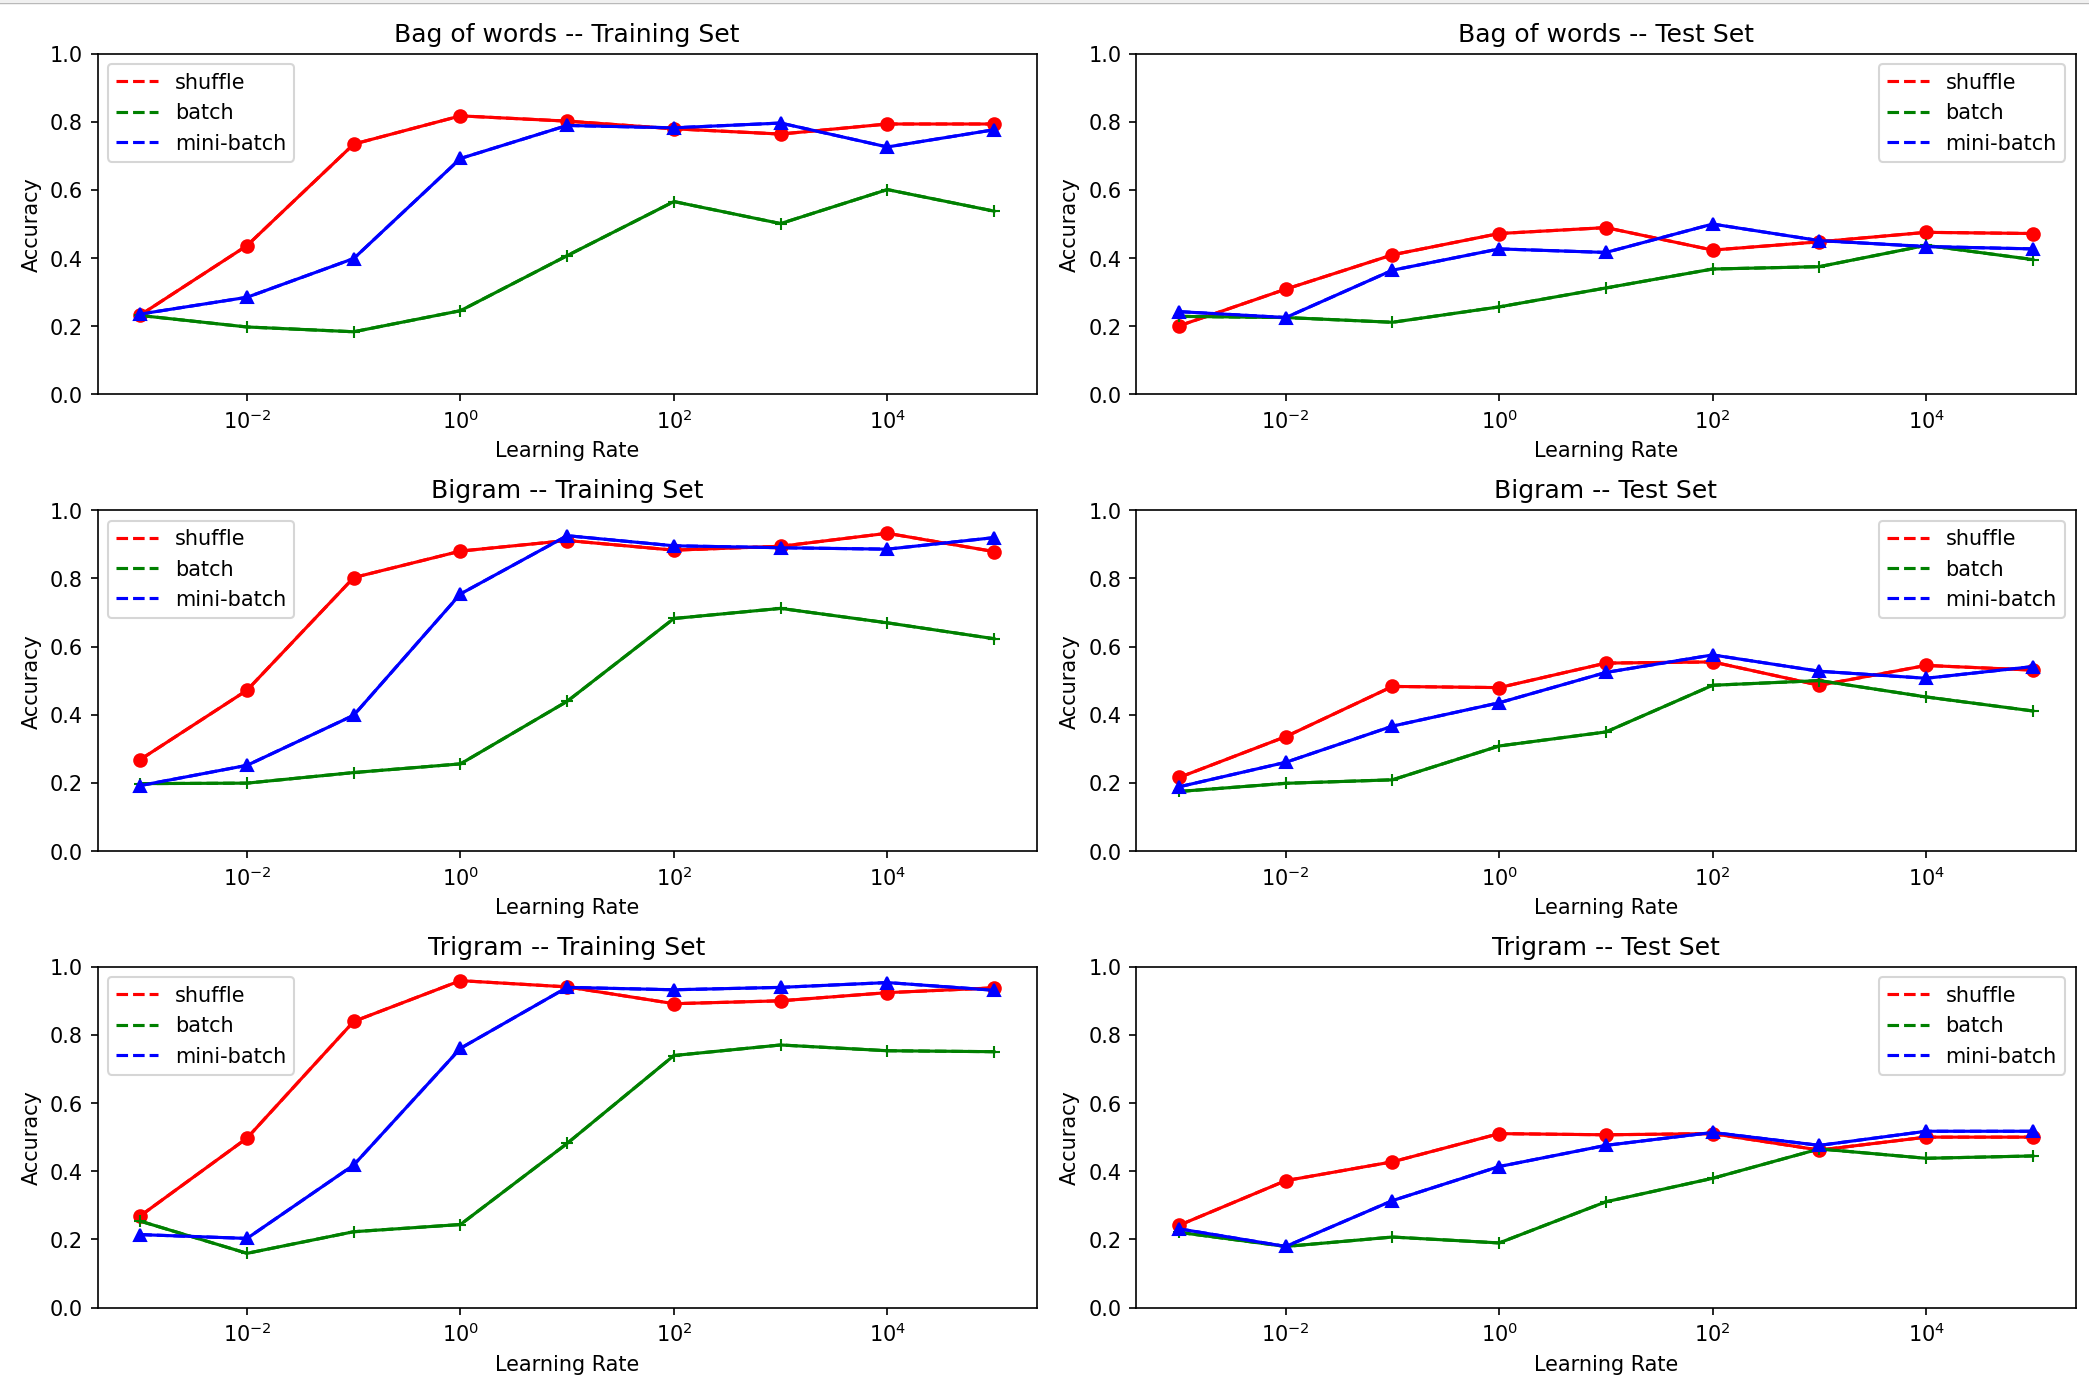 Bag of words -- Training Set
1.0
0.8
0.6
0.4
0.2
0.0
Accuracy
shuffle
batch
mini-batch
10⁻² 10⁰ 10² 10⁴
Learning Rate
Bag of words -- Test Set
1.0
0.8
0.6
0.4
0.2
0.0
Accuracy
shuffle
batch
mini-batch
10⁻² 10⁰ 10² 10⁴
Learning Rate
Bigram -- Training Set
1.0
0.8
0.6
0.4
0.2
0.0
Accuracy
shuffle
batch
mini-batch
10⁻² 10⁰ 10² 10⁴
Learning Rate
Bigram -- Test Set
1.0
0.8
0.6
0.4
0.2
0.0
Accuracy
shuffle
batch
mini-batch
10⁻² 10⁰ 10² 10⁴
Learning Rate
Trigram -- Training Set
1.0
0.8
0.6
0.4
0.2
0.0
Accuracy
shuffle
batch
mini-batch
10⁻² 10⁰ 10² 10⁴
Learning Rate
Trigram -- Test Set
1.0
0.8
0.6
0.4
0.2
0.0
Accuracy
shuffle
batch
mini-batch
10⁻² 10⁰ 10² 10⁴
Learning Rate